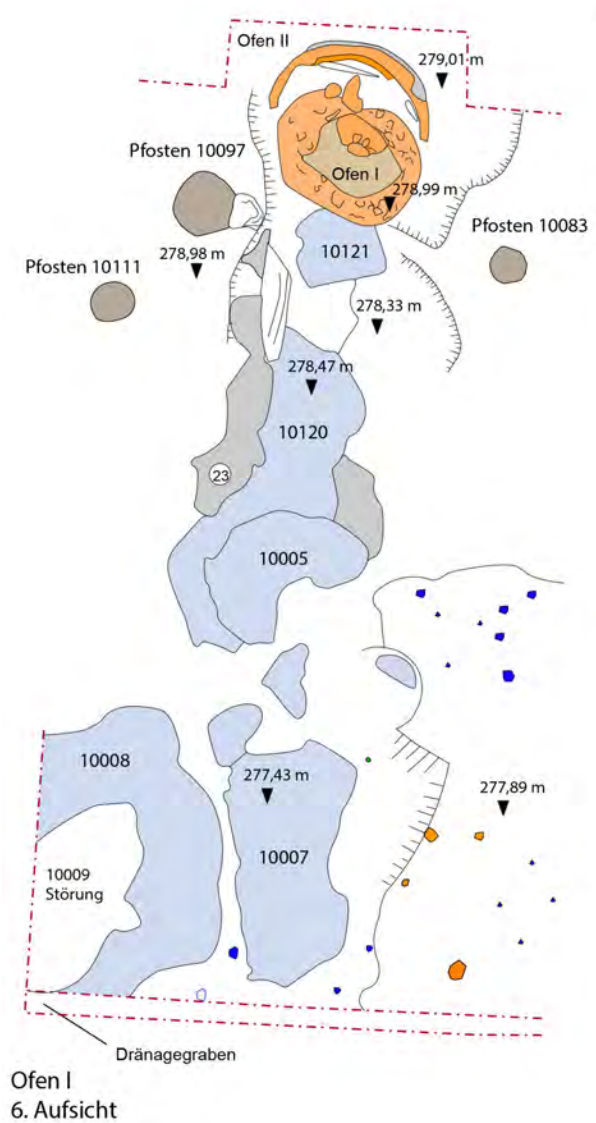 Ofen II
279,01 m
Pfosten 10097
Ofen I
278,99 m
Pfosten 10083
10121
278,98 m
Pfosten 10111
278,33 m
278,47 m
10120
23
10005
10008
277,43 m
277,89 m
10007
10009
Störung
Dränagegraben
Ofen I
6. Aufsicht